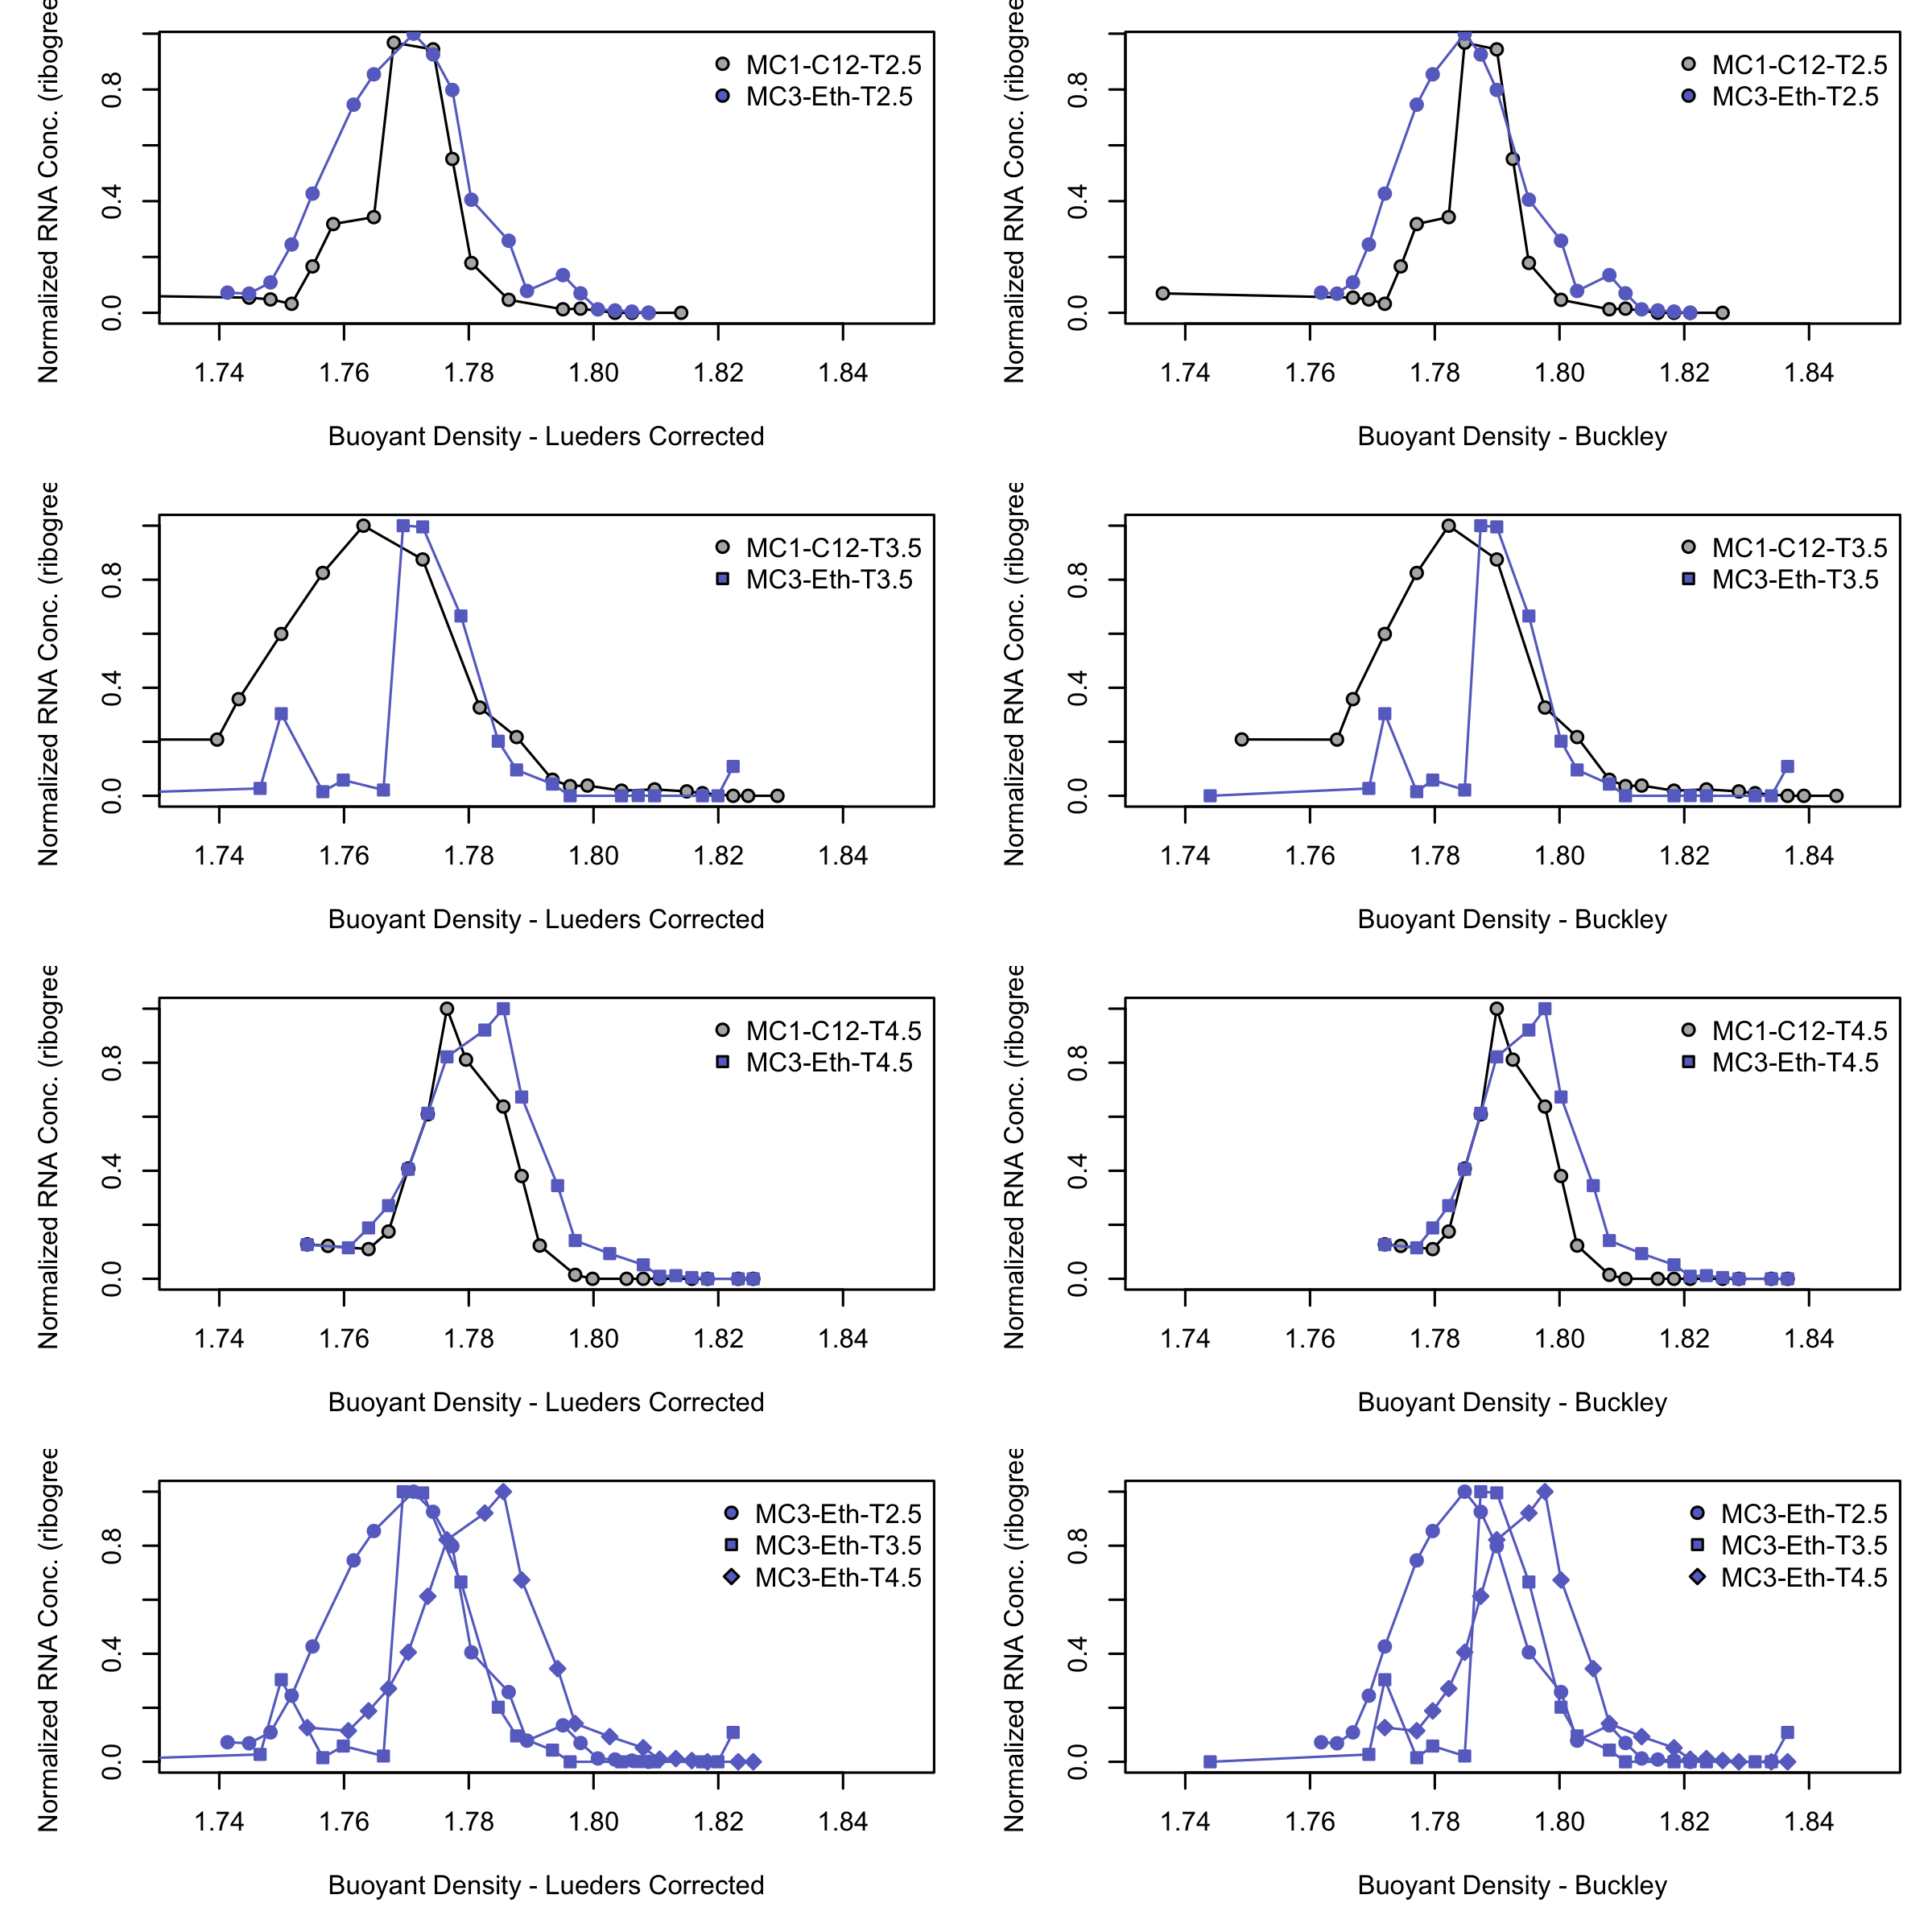 Normalized RNA Conc. (ribogree
0.0 0.4 0.8
MC1-C12-T2.5
MC3-Eth-T2.5
1.74 1.76 1.78 1.80 1.82 1.84
Buoyant Density - Lueders Corrected
Normalized RNA Conc. (ribogree
0.0 0.4 0.8
MC1-C12-T2.5
MC3-Eth-T2.5
1.74 1.76 1.78 1.80 1.82 1.84
Buoyant Density - Buckley
Normalized RNA Conc. (ribogree
0.0 0.4 0.8
MC1-C12-T3.5
MC3-Eth-T3.5
1.74 1.76 1.78 1.80 1.82 1.84
Buoyant Density - Lueders Corrected
Normalized RNA Conc. (ribogree
0.0 0.4 0.8
MC1-C12-T3.5
MC3-Eth-T3.5
1.74 1.76 1.78 1.80 1.82 1.84
Buoyant Density - Buckley
Normalized RNA Conc. (ribogree
0.0 0.4 0.8
MC1-C12-T4.5
MC3-Eth-T4.5
1.74 1.76 1.78 1.80 1.82 1.84
Buoyant Density - Lueders Corrected
Normalized RNA Conc. (ribogree
0.0 0.4 0.8
MC1-C12-T4.5
MC3-Eth-T4.5
1.74 1.76 1.78 1.80 1.82 1.84
Buoyant Density - Buckley
Normalized RNA Conc. (ribogree
0.0 0.4 0.8
MC3-Eth-T2.5
MC3-Eth-T3.5
MC3-Eth-T4.5
1.74 1.76 1.78 1.80 1.82 1.84
Buoyant Density - Lueders Corrected
Normalized RNA Conc. (ribogree
0.0 0.4 0.8
MC3-Eth-T2.5
MC3-Eth-T3.5
MC3-Eth-T4.5
1.74 1.76 1.78 1.80 1.82 1.84
Buoyant Density - Buckley